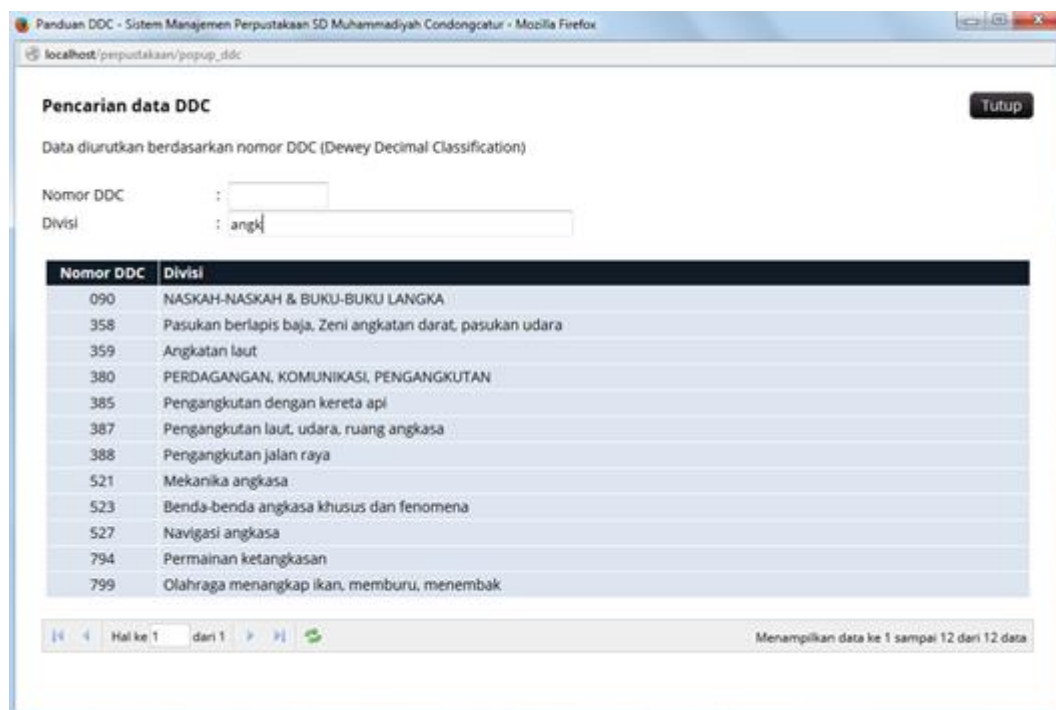 Panduan DDC - Sistem Manajemen Perpustakaan SD Muhammadiyah Condongcatur - Mozilla Firefox
localhost/perpustakaan/popup_ddc
Pencarian data DDC
Tutup
Data diurutkan berdasarkan nomor DDC (Dewey Decimal Classification)
Nomor DDC :
Divisi : angk
Nomor DDC Divisi
090 NASKAH-NASKAH & BUKU-BUKU LANGKA
358 Pasukan berlapis baja, Zeni angkatan darat, pasukan udara
359 Angkatan laut
380 PERDAGANGAN, KOMUNIKASI, PENGANGKUTAN
385 Pengangkutan dengan kereta api
387 Pengangkutan laut, udara, ruang angkasa
388 Pengangkutan jalan raya
521 Mekanika angkasa
523 Benda-benda angkasa khusus dan fenomena
527 Navigasi angkasa
794 Permainan ketangkasan
799 Olahraga menangkap ikan, memburu, menembak
Hal ke 1 dari 1 Menampilkan data ke 1 sampai 12 dari 12 data